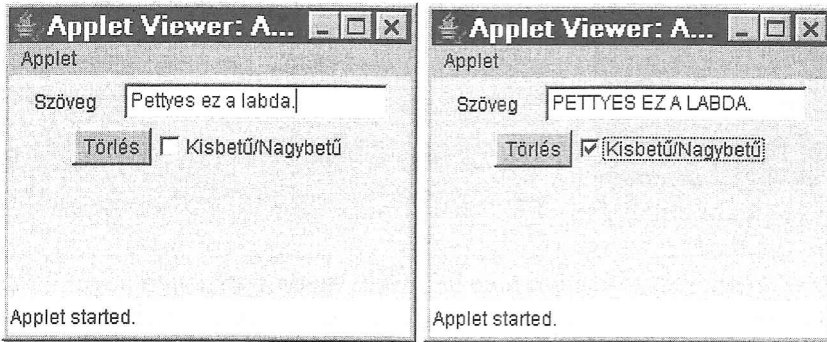 Applet Viewer: A...
Applet
Szöveg Pettyes ez a labda.
Törlés Kisbetű/Nagybetű
Applet started.
Applet Viewer: A...
Applet
Szöveg PETTYES EZ A LABDA.
Törlés Kisbetű/Nagybetű
Applet started.